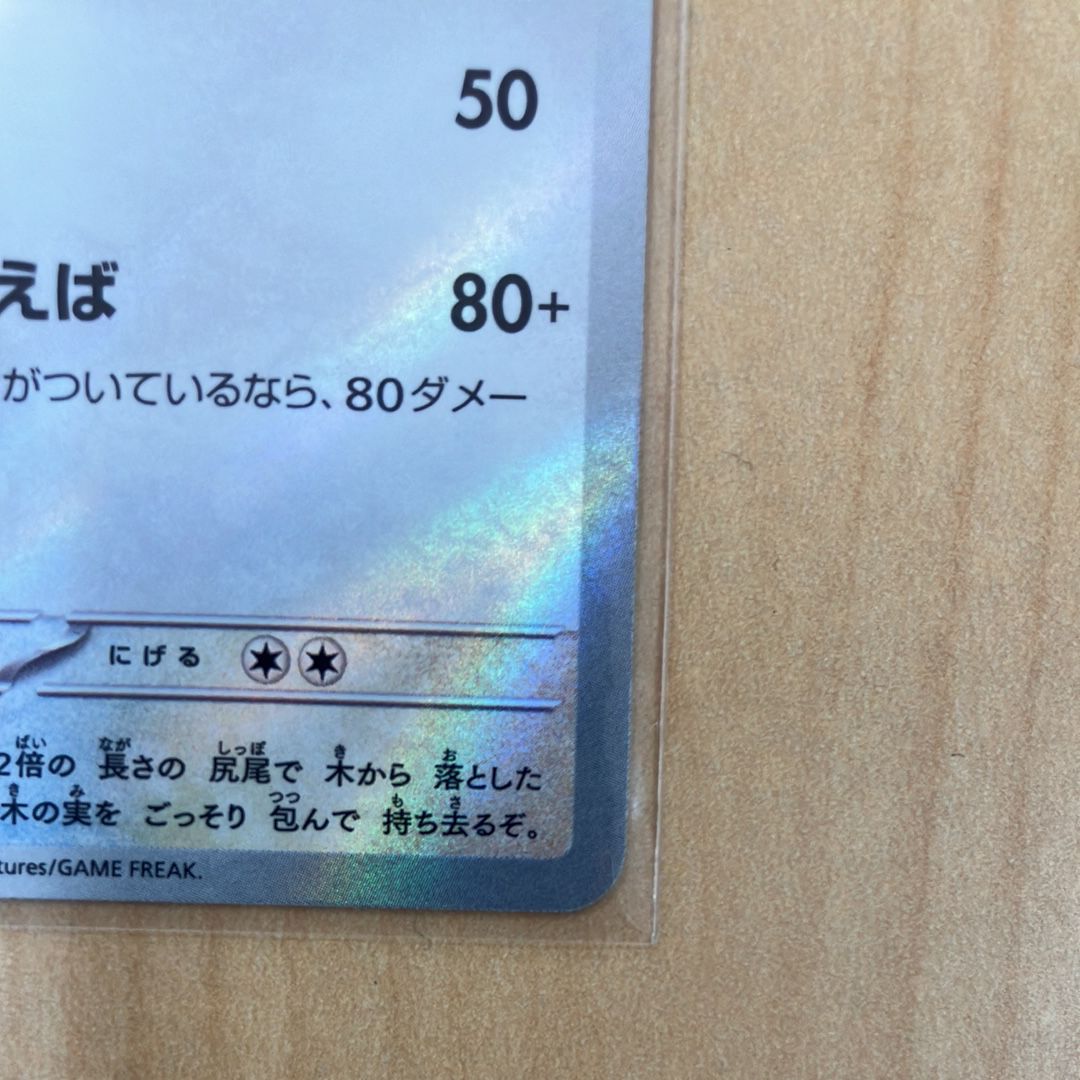 50
えば 80+
がついているなら、80ダメー
にげる
2倍の 長さの 尻尾で 木から 落とした
木の実を ごっそり 包んで 持ち去るぞ。
tures/GAME FREAK.